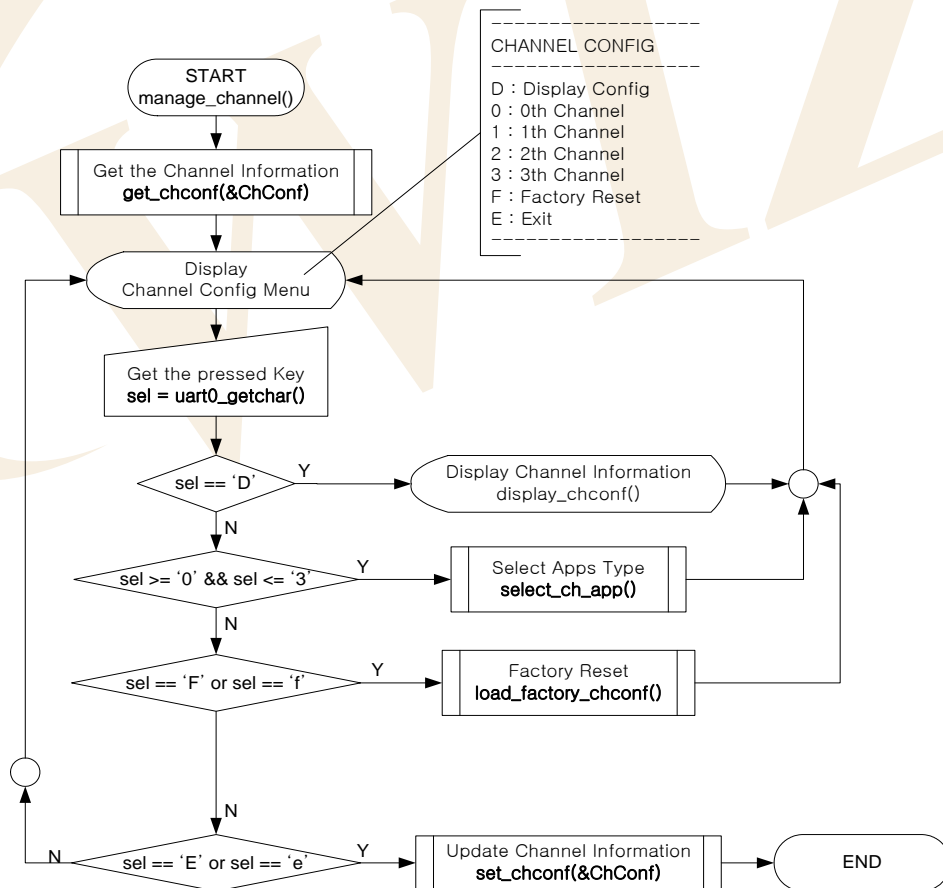 START
manage_channel()
Get the Channel Information
get_chconf(&ChConf)
Display
Channel Config Menu
--------------------
CHANNEL CONFIG
--------------------
D : Display Config
0 : 0th Channel
1 : 1th Channel
2 : 2th Channel
3 : 3th Channel
F : Factory Reset
E : Exit
--------------------
Get the pressed Key
sel = uart0_getchar()
sel == ‘D’
Y
Display Channel Information
display_chconf()
N
sel >= ‘0’ && sel <= ‘3’
Y
Select Apps Type
select_ch_app()
N
sel == ‘F’ or sel == ‘f’
Y
Factory Reset
load_factory_chconf()
N
N
sel == ‘E’ or sel == ‘e’
Y
Update Channel Information
set_chconf(&ChConf)
END